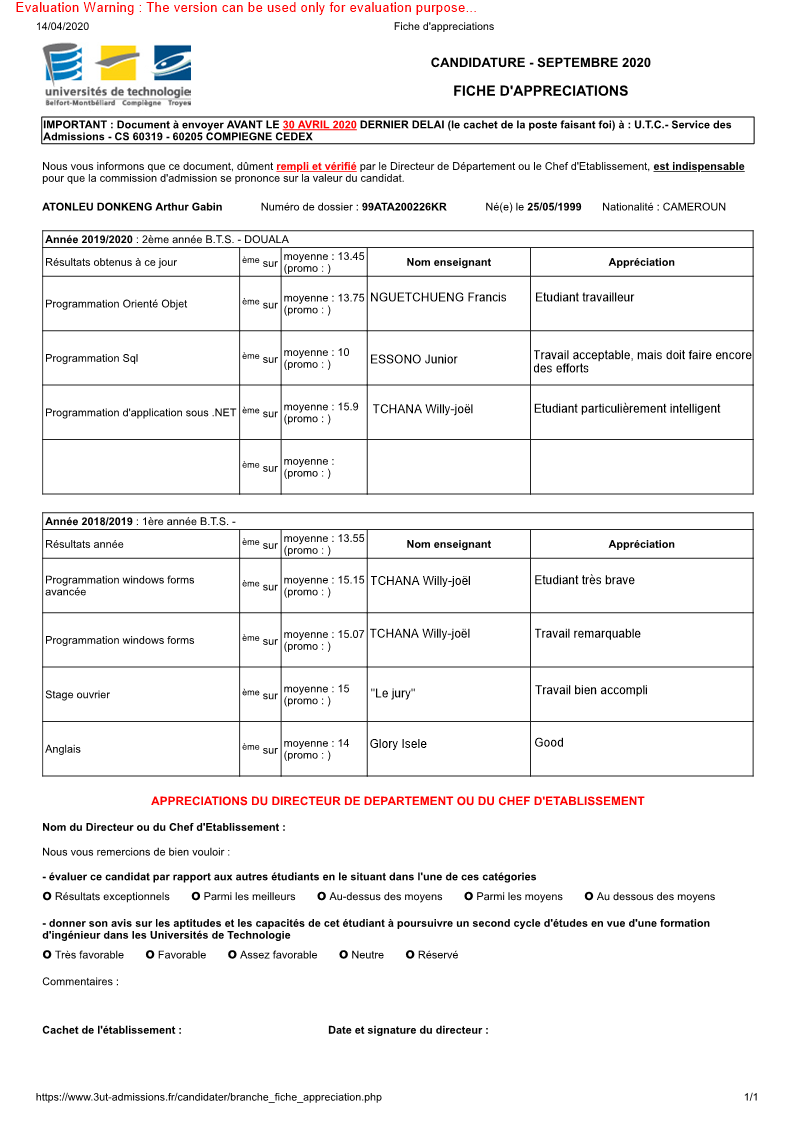 Evaluation Warning : The version can be used only for evaluation purpose...
14/04/2020 Fiche d'appreciations
universités de technologie
Belfort-Montbéliard Compiègne Troyes
CANDIDATURE - SEPTEMBRE 2020
FICHE D'APPRECIATIONS
IMPORTANT : Document à envoyer AVANT LE 30 AVRIL 2020 DERNIER DELAI (le cachet de la poste faisant foi) à : U.T.C.- Service des
Admissions - CS 60319 - 60205 COMPIEGNE CEDEX
Nous vous informons que ce document, dûment rempli et vérifié par le Directeur de Département ou le Chef d'Etablissement, est indispensable
pour que la commission d'admission se prononce sur la valeur du candidat.
ATONLEU DONKENG Arthur Gabin Numéro de dossier : 99ATA200226KR Né(e) le 25/05/1999 Nationalité : CAMEROUN
Année 2019/2020 : 2ème année B.T.S. - DOUALA
Résultats obtenus à ce jour ème sur moyenne : 13.45 (promo : ) Nom enseignant Appréciation
Programmation Orienté Objet ème sur moyenne : 13.75 (promo : ) NGUETCHUENG Francis Etudiant travailleur
Programmation Sql ème sur moyenne : 10 (promo : ) ESSONO Junior Travail acceptable, mais doit faire encore des efforts
Programmation d'application sous .NET ème sur moyenne : 15.9 (promo : ) TCHANA Willy-joël Etudiant particulièrement intelligent
ème sur moyenne : (promo : )
Année 2018/2019 : 1ère année B.T.S. -
Résultats année ème sur moyenne : 13.55 (promo : ) Nom enseignant Appréciation
Programmation windows forms avancée ème sur moyenne : 15.15 (promo : ) TCHANA Willy-joël Etudiant très brave
Programmation windows forms ème sur moyenne : 15.07 (promo : ) TCHANA Willy-joël Travail remarquable
Stage ouvrier ème sur moyenne : 15 (promo : ) "Le jury" Travail bien accompli
Anglais ème sur moyenne : 14 (promo : ) Glory Isele Good
APPRECIATIONS DU DIRECTEUR DE DEPARTEMENT OU DU CHEF D'ETABLISSEMENT
Nom du Directeur ou du Chef d'Etablissement :
Nous vous remercions de bien vouloir :
- évaluer ce candidat par rapport aux autres étudiants en le situant dans l'une de ces catégories
O Résultats exceptionnels O Parmi les meilleurs O Au-dessus des moyens O Parmi les moyens O Au dessous des moyens
- donner son avis sur les aptitudes et les capacités de cet étudiant à poursuivre un second cycle d'études en vue d'une formation
d'ingénieur dans les Universités de Technologie
O Très favorable O Favorable O Assez favorable O Neutre O Réservé
Commentaires :
Cachet de l'établissement : Date et signature du directeur :
https://www.3ut-admissions.fr/candidater/branche_fiche_appreciation.php 1/1